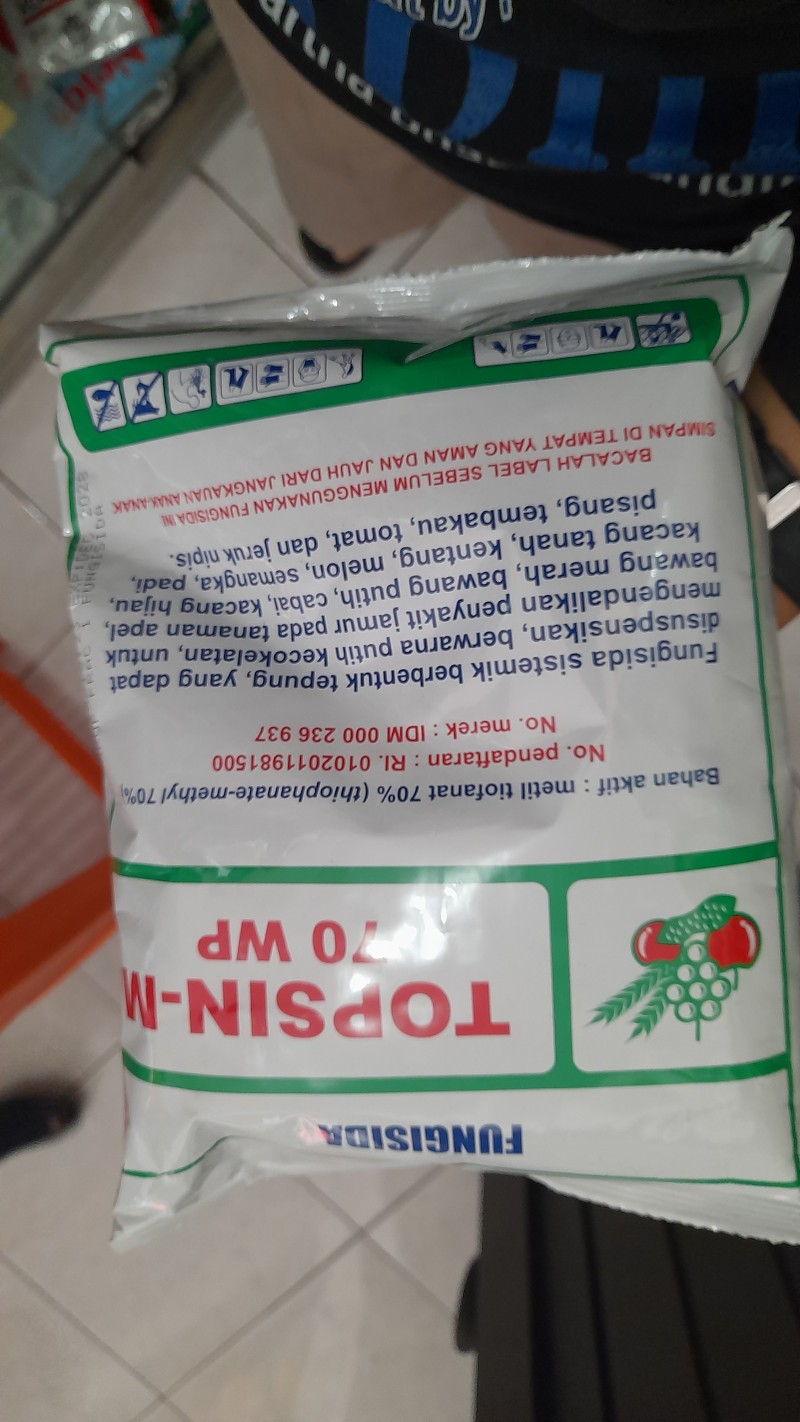 FUNGISIDA
TOPSIN-M
70 WP
Bahan aktif : metil tiofanat 70% (thiophanate-methyl 70%)
No. pendaftaran : RI. 0102011981500
No. merek : IDM 000 236 937
Fungisida sistemik berbentuk tepung, yang dapat
disuspensikan, berwarna putih kecokelatan, untuk
mengendalikan penyakit jamur pada tanaman apel,
bawang merah, bawang putih, cabai, kacang hijau,
kacang tanah, kentang, melon, semangka, padi,
pisang, tembakau, tomat, dan jeruk nipis.
BACALAH LABEL SEBELUM MENGGUNAKAN FUNGISIDA INI
SIMPAN DI TEMPAT YANG AMAN DAN JAUH DARI JANGKAUAN ANAK-ANAK
2028
FUNGISIDA